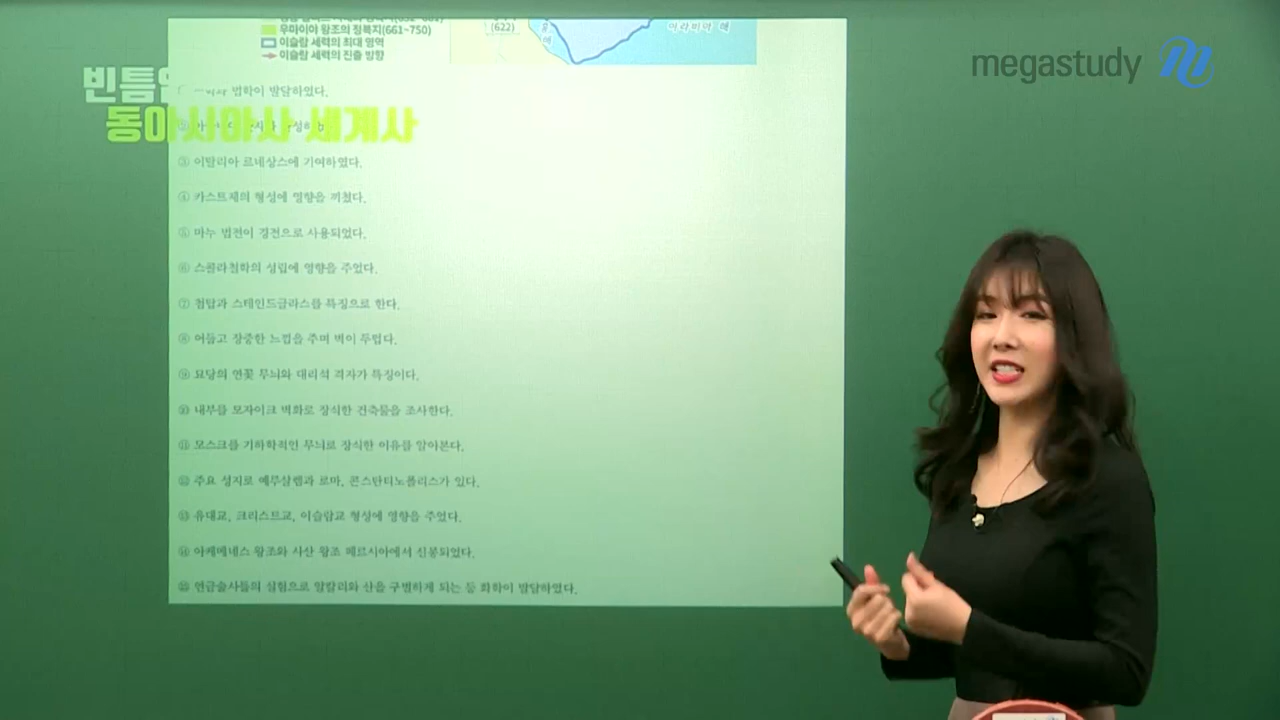 우마이야 왕조의 정복지(661~750)
이슬람 세력의 최대 영역
이슬람 세력의 진출 방향
(622)
홍해
아라비아 해
megastudy
빈틈
법학이 발달하였다.
동아시아사 세계사
③ 이탈리아 르네상스에 기여하였다.
④ 카스트제의 형성에 영향을 끼쳤다.
⑤ 마누 법전이 경전으로 사용되었다.
⑥ 스콜라철학의 성립에 영향을 주었다.
⑦ 첨탑과 스테인드글라스를 특징으로 한다.
⑧ 어둡고 장중한 느낌을 주며 벽이 두껍다.
⑨ 묘당의 연꽃 무늬와 대리석 격자가 특징이다.
⑩ 내부를 모자이크 벽화로 장식한 건축물을 조사한다.
⑪ 모스크를 기하학적인 무늬로 장식한 이유를 알아본다.
⑫ 주요 성지로 예루살렘과 로마, 콘스탄티노폴리스가 있다.
⑬ 유대교, 크리스트교, 이슬람교 형성에 영향을 주었다.
⑭ 아케메네스 왕조와 사산 왕조 페르시아에서 신봉되었다.
⑮ 연금술사들의 실험으로 알칼리와 산을 구별하게 되는 등 화학이 발달하였다.